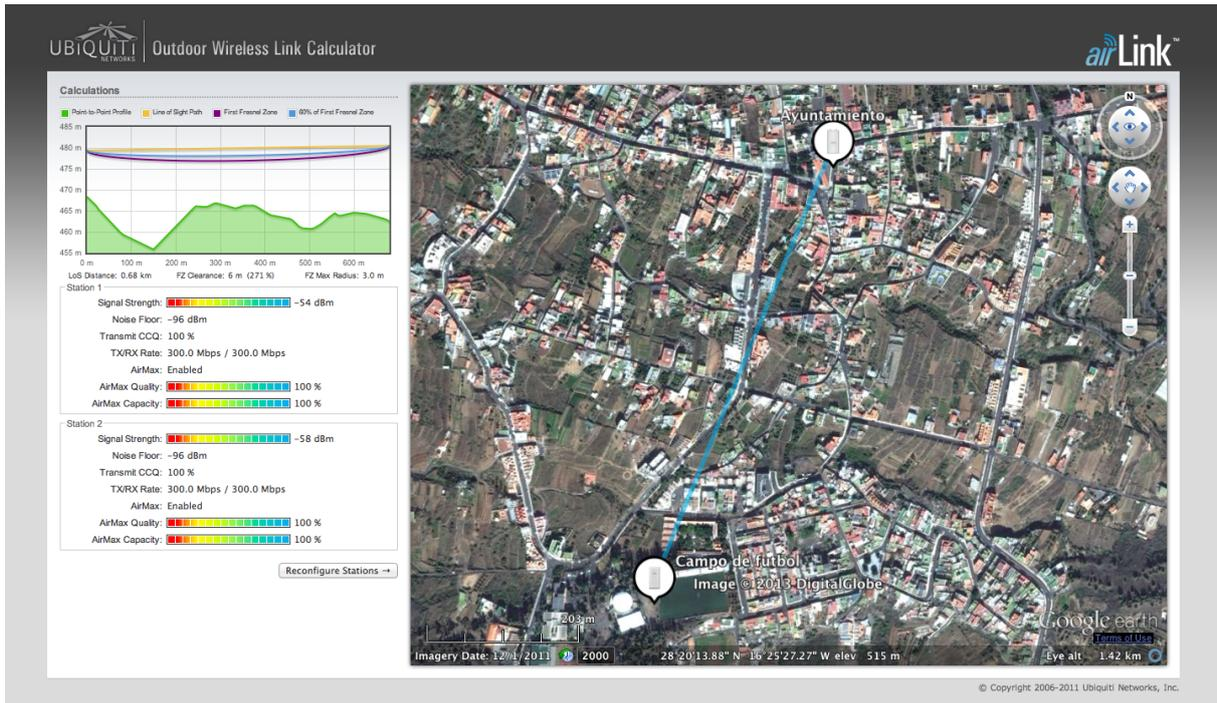 UBiQUiTi
NETWORKS
Outdoor Wireless Link Calculator
airLink™
Calculations
Point-to-Point Profile Line of Sight Path First Fresnel Zone 60% of First Fresnel Zone
485 m
480 m
475 m
470 m
465 m
460 m
455 m
0 m 100 m 200 m 300 m 400 m 500 m 600 m
LoS Distance: 0.68 km FZ Clearance: 6 m (271 %) FZ Max Radius: 3.0 m
Station 1
Signal Strength: -54 dBm
Noise Floor: -96 dBm
Transmit CCQ: 100 %
TX/RX Rate: 300.0 Mbps / 300.0 Mbps
AirMax: Enabled
AirMax Quality: 100 %
AirMax Capacity: 100 %
Station 2
Signal Strength: -58 dBm
Noise Floor: -96 dBm
Transmit CCQ: 100 %
TX/RX Rate: 300.0 Mbps / 300.0 Mbps
AirMax: Enabled
AirMax Quality: 100 %
AirMax Capacity: 100 %
Reconfigure Stations →
N
Ayuntamiento
Campo de futbol
Image © 2013 DigitalGlobe
203 m
Google earth
Terms of Use
Imagery Date: 12/1/2011 2000 28°20'13.88" N 16°25'27.27" W elev 515 m Eye alt 1.42 km
© Copyright 2006-2011 Ubiquiti Networks, Inc.